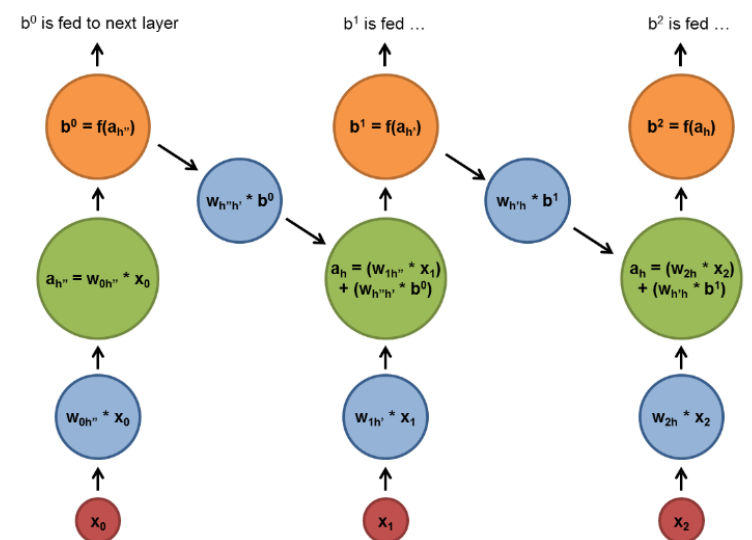 b⁰ is fed to next layer
b¹ is fed ...
b² is fed ...
b⁰ = f(aₕ")
b¹ = f(aₕ')
b² = f(aₕ)
wₕ"ₕ' * b⁰
wₕ'ₕ * b¹
aₕ" = w₀ₕ" * x₀
aₕ = (w₁ₕ" * x₁)
+ (wₕ"ₕ' * b⁰)
aₕ = (w₂ₕ * x₂)
+ (wₕ'ₕ * b¹)
w₀ₕ" * x₀
w₁ₕ' * x₁
w₂ₕ * x₂
x₀
x₁
x₂